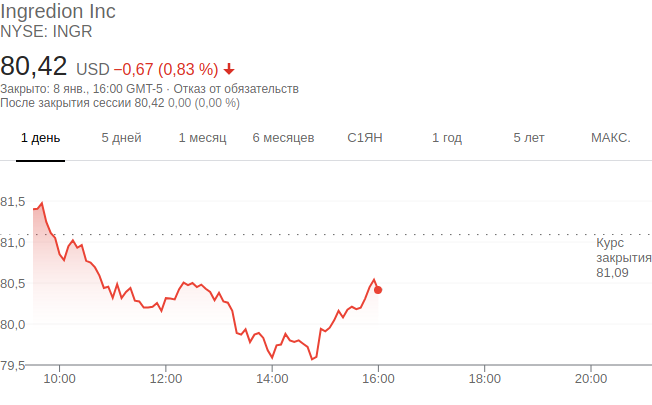 Ingredion Inc
NYSE: INGR
80,42 USD −0,67 (0,83 %)
Закрыто: 8 янв., 16:00 GMT-5 · Отказ от обязательств
После закрытия сессии 80,42 0,00 (0,00 %)
1 день 5 дней 1 месяц 6 месяцев С1ЯН 1 год 5 лет МАКС.
81,5
81,0
80,5
80,0
79,5
Курс
закрытия
81,09
10:00 12:00 14:00 16:00 18:00 20:00